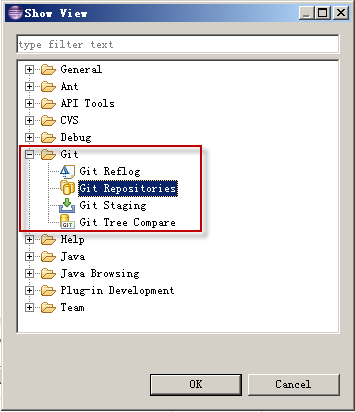 Show View
type filter text
General
Ant
API Tools
CVS
Debug
Git
Git Reflog
Git Repositories
Git Staging
GIT Git Tree Compare
Help
Java
Java Browsing
Plug-in Development
Team
OK Cancel